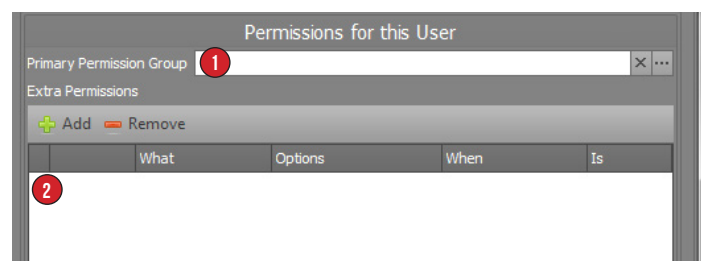 Permissions for this User
Primary Permission Group 1
Extra Permissions
Add Remove
What Options When Is
2